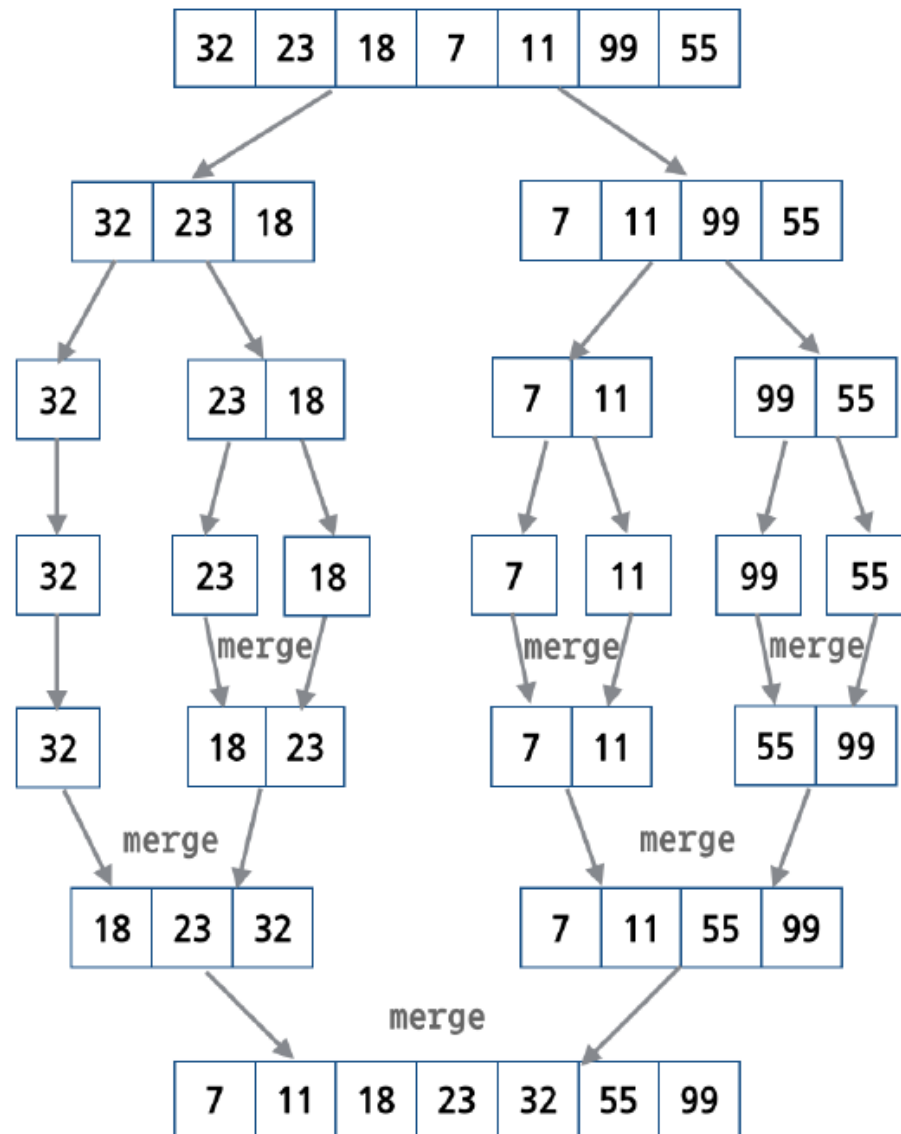 32 23 18 7 11 99 55
32 23 18 7 11 99 55
32 23 18 7 11 99 55
32 23 18 7 11 99 55
merge merge merge
32 18 23 7 11 55 99
merge merge
18 23 32 7 11 55 99
merge
7 11 18 23 32 55 99